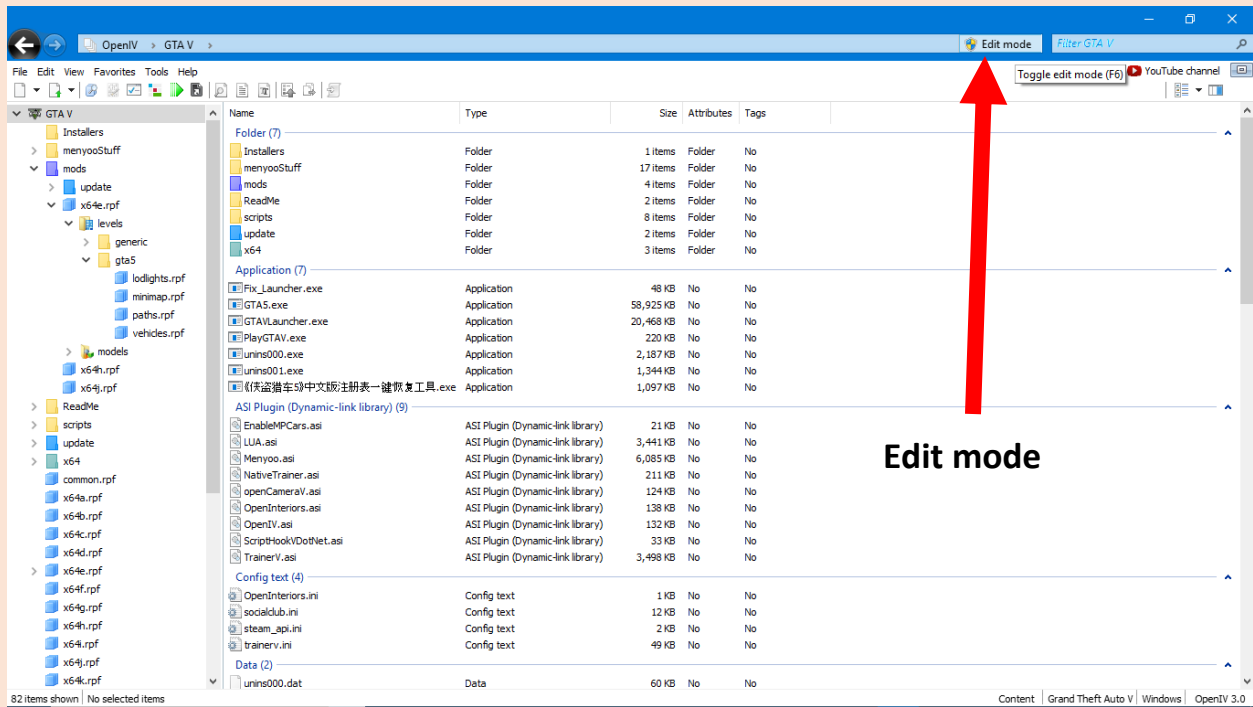 OpenIV > GTA V >
Edit mode
Filter GTA V
File Edit View Favorites Tools Help
Toggle edit mode (F6)
YouTube channel
GTA V
Installers
menyooStuff
mods
update
x64e.rpf
levels
generic
gta5
lodlights.rpf
minimap.rpf
paths.rpf
vehicles.rpf
models
x64h.rpf
x64j.rpf
ReadMe
scripts
update
x64
common.rpf
x64a.rpf
x64b.rpf
x64c.rpf
x64d.rpf
x64e.rpf
x64f.rpf
x64g.rpf
x64h.rpf
x64i.rpf
x64j.rpf
x64k.rpf
Name Type Size Attributes Tags
Folder (7)
Installers Folder 1 items Folder No
menyooStuff Folder 17 items Folder No
mods Folder 4 items Folder No
ReadMe Folder 2 items Folder No
scripts Folder 8 items Folder No
update Folder 2 items Folder No
x64 Folder 3 items Folder No
Application (7)
Fix_Launcher.exe Application 48 KB No No
GTA5.exe Application 58,925 KB No No
GTAVLauncher.exe Application 20,468 KB No No
PlayGTAV.exe Application 220 KB No No
unins000.exe Application 2,187 KB No No
unins001.exe Application 1,344 KB No No
《侠盗猎车5》中文版注册表一键恢复工具.exe Application 1,097 KB No No
ASI Plugin (Dynamic-link library) (9)
EnableMPCars.asi ASI Plugin (Dynamic-link library) 21 KB No No
LUA.asi ASI Plugin (Dynamic-link library) 3,441 KB No No
Menyoo.asi ASI Plugin (Dynamic-link library) 6,085 KB No No
NativeTrainer.asi ASI Plugin (Dynamic-link library) 211 KB No No
openCameraV.asi ASI Plugin (Dynamic-link library) 124 KB No No
OpenInteriors.asi ASI Plugin (Dynamic-link library) 138 KB No No
OpenIV.asi ASI Plugin (Dynamic-link library) 132 KB No No
ScriptHookVDotNet.asi ASI Plugin (Dynamic-link library) 33 KB No No
TrainerV.asi ASI Plugin (Dynamic-link library) 3,498 KB No No
Config text (4)
OpenInteriors.ini Config text 1 KB No No
socialclub.ini Config text 12 KB No No
steam_api.ini Config text 2 KB No No
trainerv.ini Config text 49 KB No No
Data (2)
unins000.dat Data 60 KB No No
Edit mode
82 items shown No selected items
Content Grand Theft Auto V Windows OpenIV 3.0